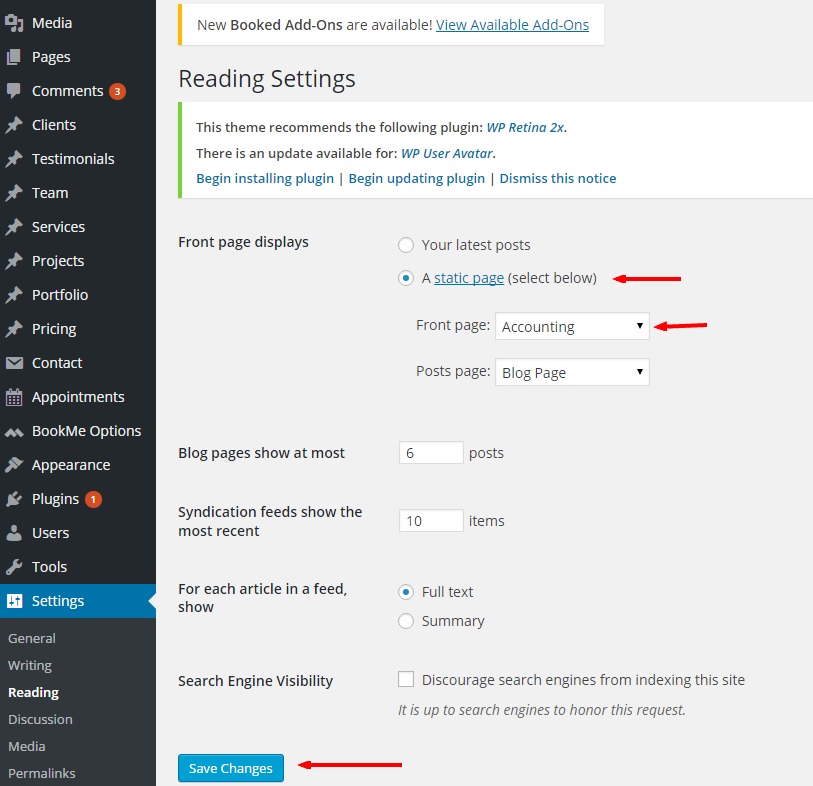 Media
Pages
Comments 3
Clients
Testimonials
Team
Services
Projects
Portfolio
Pricing
Contact
Appointments
BookMe Options
Appearance
Plugins 1
Users
Tools
Settings
General
Writing
Reading
Discussion
Media
Permalinks
New Booked Add-Ons are available! View Available Add-Ons
Reading Settings
This theme recommends the following plugin: WP Retina 2x.
There is an update available for: WP User Avatar.
Begin installing plugin | Begin updating plugin | Dismiss this notice
Front page displays
Your latest posts
A static page (select below)
Front page: Accounting
Posts page: Blog Page
Blog pages show at most
6 posts
Syndication feeds show the
most recent
10 items
For each article in a feed,
show
Full text
Summary
Search Engine Visibility
Discourage search engines from indexing this site
It is up to search engines to honor this request.
Save Changes